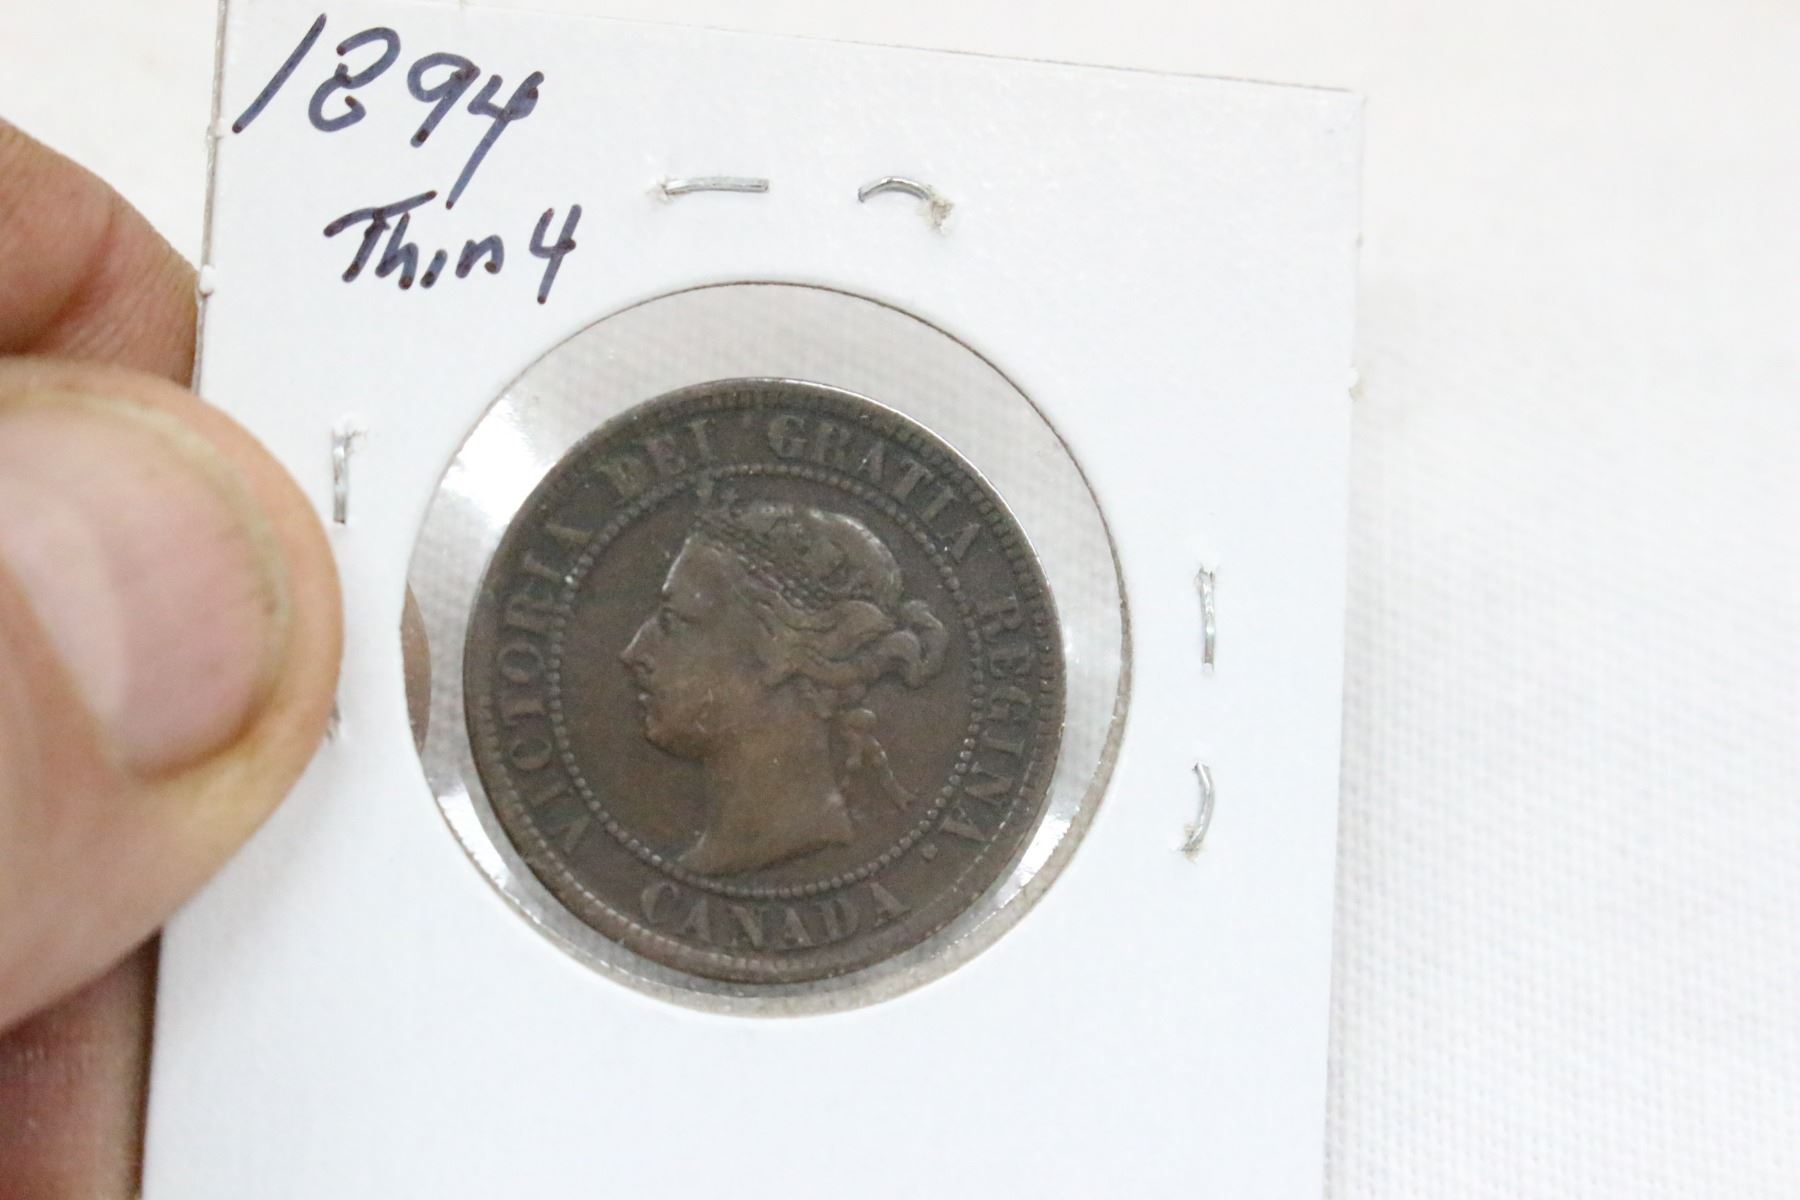 1894
Thin 4
VICTORIA DEI GRATIA REGINA.
CANADA